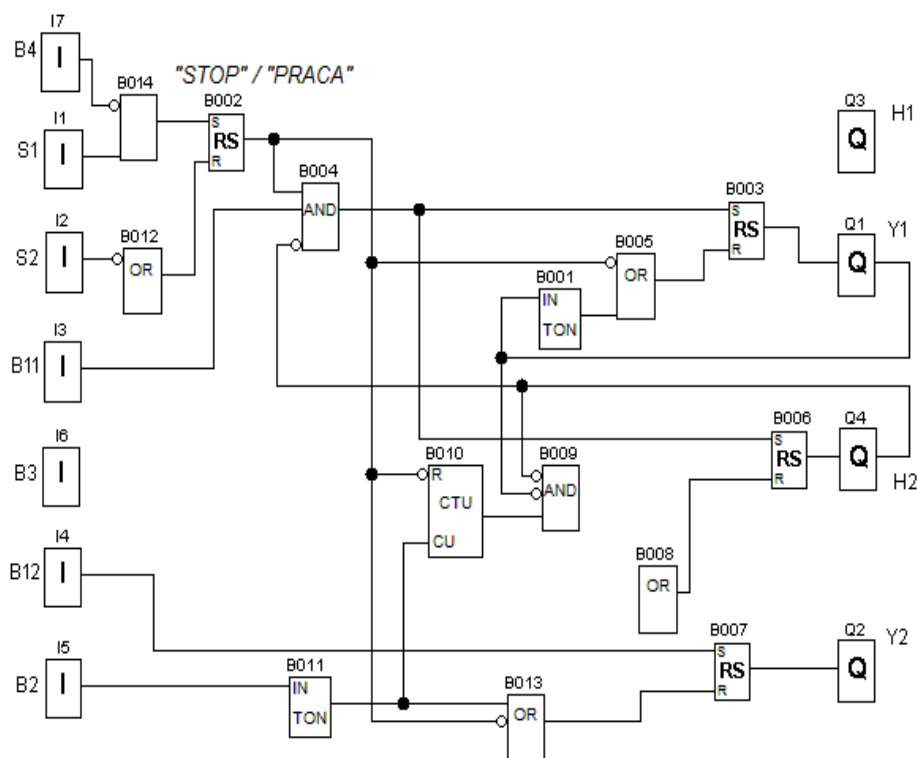 I7
B4
I
B014
"STOP" / "PRACA"
B002
S
RS
R
I1
S1
I
B004
AND
Q3
H1
Q
B003
S
RS
R
Q1
Y1
Q
I2
S2
I
B012
OR
B005
OR
B001
IN
TON
I3
B11
I
B006
S
RS
R
Q4
Q
H2
I6
B3
I
B010
R
CTU
CU
B009
AND
I4
B12
I
B008
OR
B007
S
RS
R
Q2
Y2
Q
I5
B2
I
B011
IN
TON
B013
OR